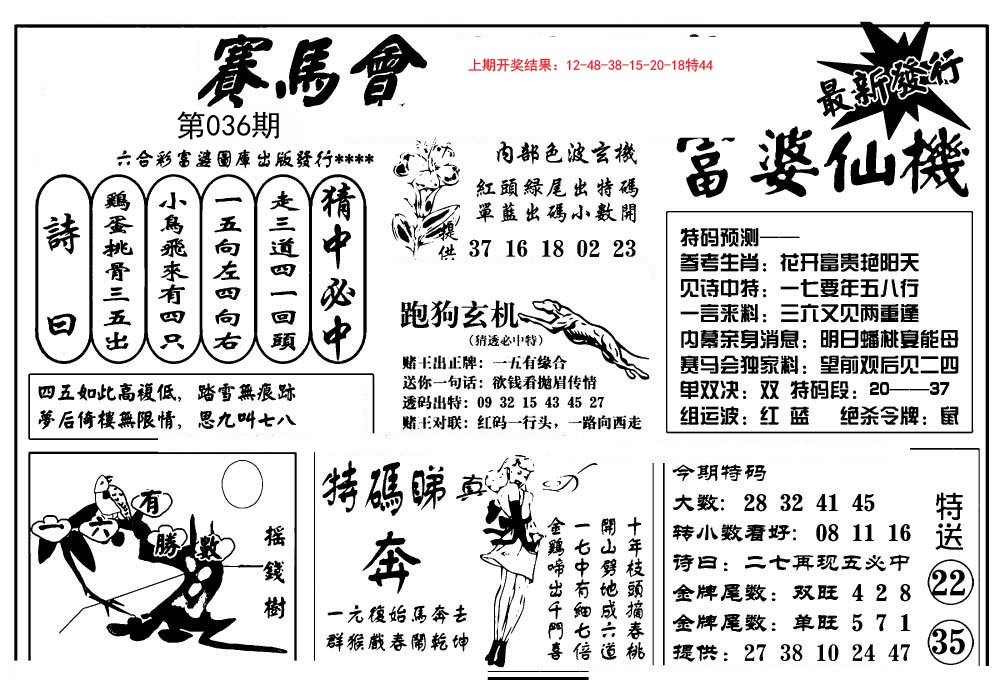 賽馬會
上期开奖结果：12-48-38-15-20-18特44
最新發行
第036期
六合彩富婆圖庫出版發行****
富婆仙機
猜中必中
走三道四一回頭
一五向左四向右
小鳥飛來有四只
鷄蛋挑骨三五出
詩曰
四五如此高複低，踏雪無痕跡
夢后倚樓無限情，思九叫七八
內部色波玄機
紅頭綠尾出特碼
單藍出碼小數開
提供 37 16 18 02 23
跑狗玄机
（猜透必中特）
赌王出正牌：一五有缘合
送你一句话：欲钱看抛眉传情
透码出特：09 32 15 43 45 27
赌王对联：红码一行头，一路向西走
特码预测——
参考生肖：花开富贵艳阳天
见诗中特：一七要年五八行
一言来料：三六又见两重逢
内幕亲身消息：明日蟠桃宴能母
赛马会独家料：望前观后见二四
单双决：双 特码段：20——37
组运波：红 蓝 绝杀令牌：鼠
有
一六
勝數
摇錢樹
特碼睇真
奔
一元復始馬奔去
群猴戲春鬧乾坤
十年枝頭摘春桃
開山劈地成六道
一七中有細七倍
金鷄啼出千門喜
今期特码
大数：28 32 41 45
转小数看好：08 11 16
诗曰：二七再现五必中
金牌尾数：双旺 4 2 8
金牌尾数：单旺 5 7 1
提供：27 38 10 24 47
特送
22
35